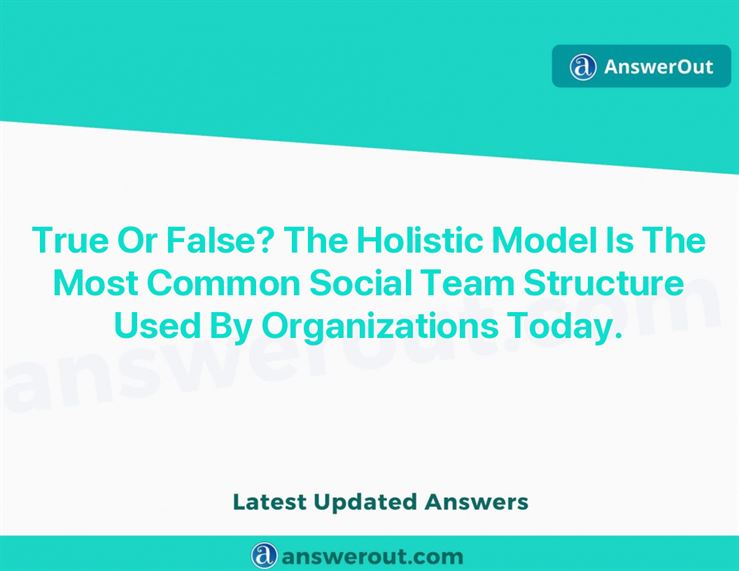 AnswerOut
True Or False? The Holistic Model Is The
Most Common Social Team Structure
Used By Organizations Today.
answerout.com
Latest Updated Answers
answerout.com